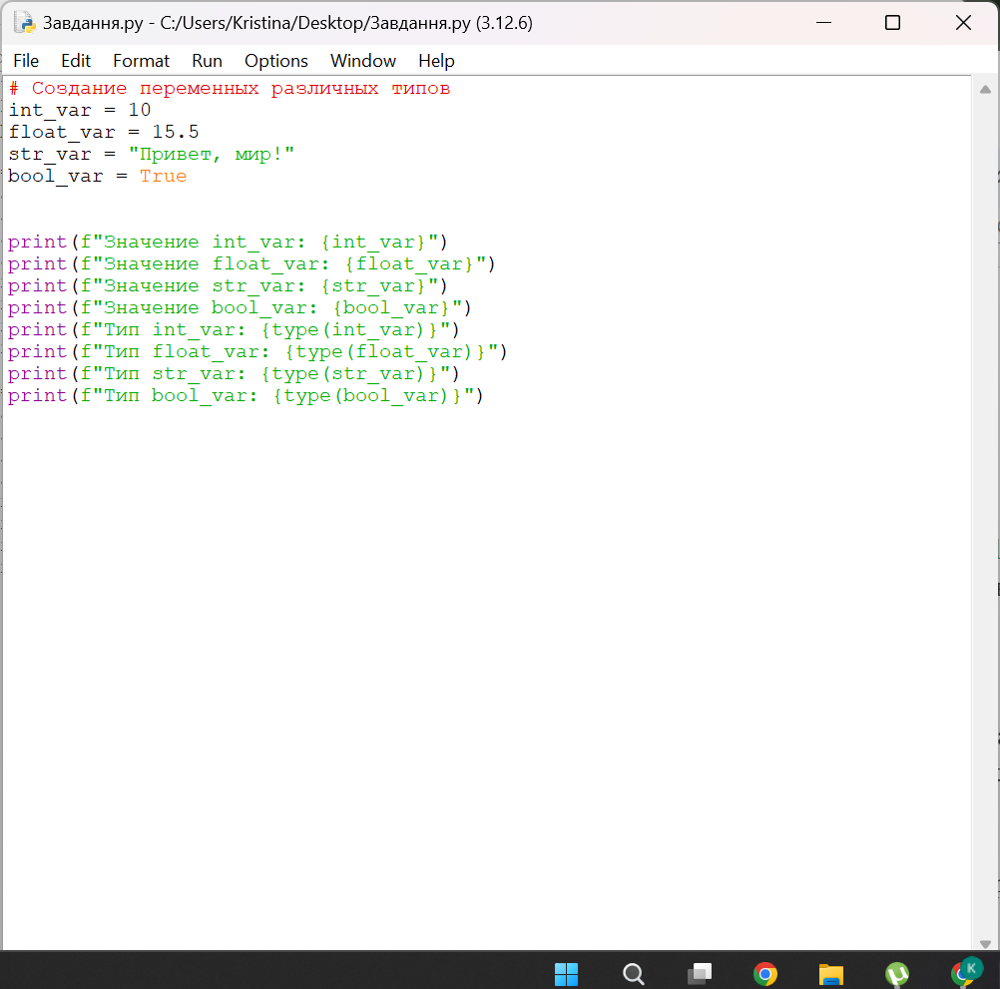 Завдання.py - C:/Users/Kristina/Desktop/Завдання.py (3.12.6)
File Edit Format Run Options Window Help
# Создание переменных различных типов
int_var = 10
float_var = 15.5
str_var = "Привет, мир!"
bool_var = True
print(f"Значение int_var: {int_var}")
print(f"Значение float_var: {float_var}")
print(f"Значение str_var: {str_var}")
print(f"Значение bool_var: {bool_var}")
print(f"Тип int_var: {type(int_var)}")
print(f"Тип float_var: {type(float_var)}")
print(f"Тип str_var: {type(str_var)}")
print(f"Тип bool_var: {type(bool_var)}")
K